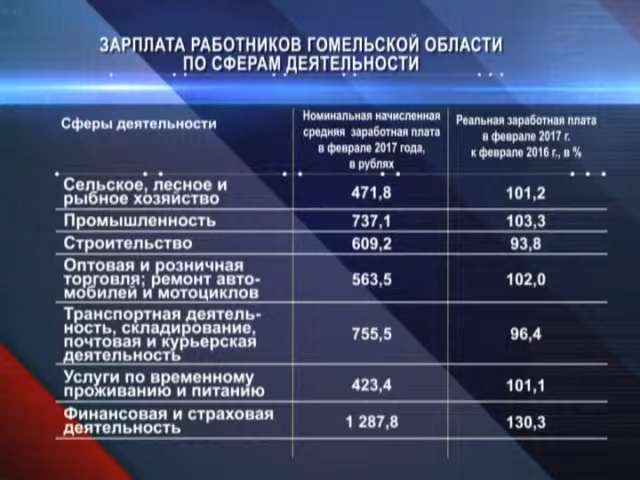 ЗАРПЛАТА РАБОТНИКОВ ГОМЕЛЬСКОЙ ОБЛАСТИ
ПО СФЕРАМ ДЕЯТЕЛЬНОСТИ
Сферы деятельности
Номинальная начисленная
средняя заработная плата
в феврале 2017 года,
в рублях
Реальная заработная плата
в феврале 2017 г.
к февралю 2016 г., в %
Сельское, лесное и
рыбное хозяйство
471,8
101,2
Промышленность
737,1
103,3
Строительство
609,2
93,8
Оптовая и розничная
торговля; ремонт авто-
мобилей и мотоциклов
563,5
102,0
Транспортная деятель-
ность, складирование,
почтовая и курьерская
деятельность
755,5
96,4
Услуги по временному
проживанию и питанию
423,4
101,1
Финансовая и страховая
деятельность
1 287,8
130,3